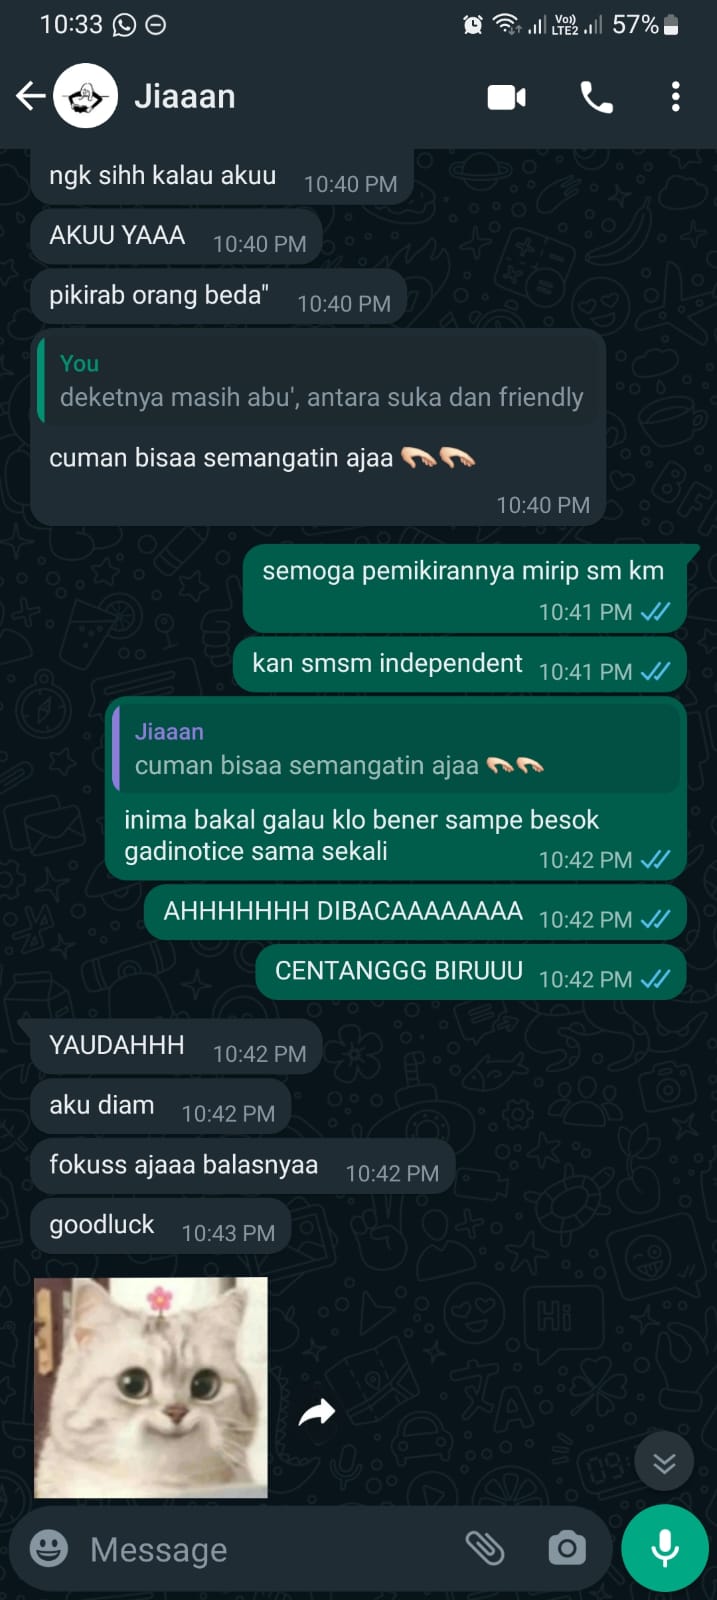 10:33
Vo))
LTE2
57%
Jiaaan
ngk sihh kalau akuu 10:40 PM
AKUU YAAA 10:40 PM
pikirab orang beda" 10:40 PM
You
deketnya masih abu', antara suka dan friendly
cuman bisaa semangatin ajaa
10:40 PM
semoga pemikirannya mirip sm km
10:41 PM
kan smsm independent 10:41 PM
Jiaaan
cuman bisaa semangatin ajaa
inima bakal galau klo bener sampe besok
gadinotice sama sekali 10:42 PM
AHHHHHHH DIBACAAAAAAAA 10:42 PM
CENTANGGG BIRUUU 10:42 PM
YAUDAHHH 10:42 PM
aku diam 10:42 PM
fokuss ajaaa balasnyaa 10:42 PM
goodluck 10:43 PM
Message